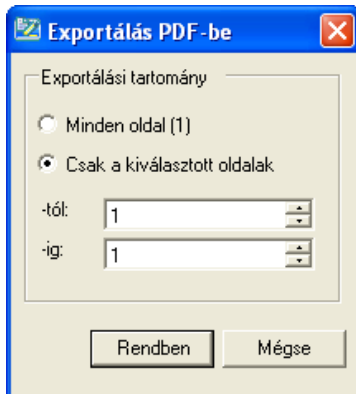 Exportálás PDF-be
Exportálási tartomány
Minden oldal (1)
Csak a kiválasztott oldalak
-tól: 1
-ig: 1
Rendben Mégse